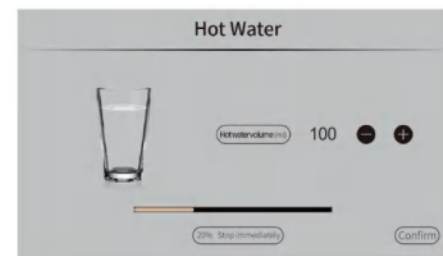 Hot Water
Hotwatervolume(ml) 100 − +
20% Stop immediately
Confirm